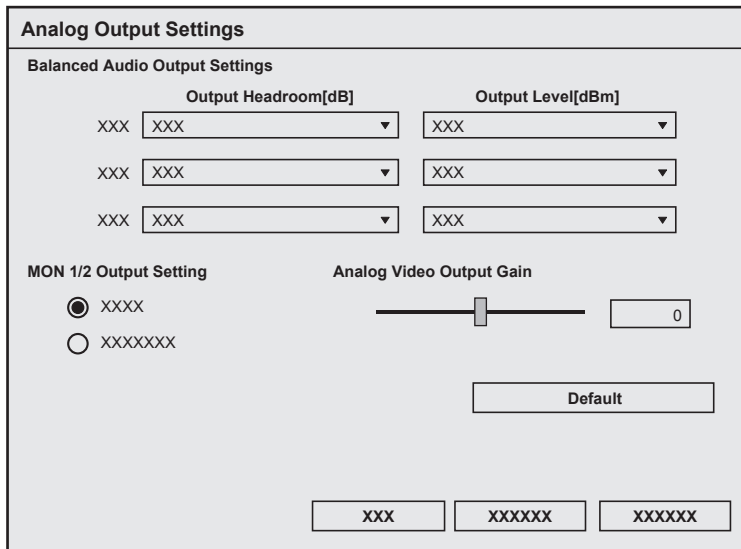 Analog Output Settings
Balanced Audio Output Settings
Output Headroom[dB] Output Level[dBm]
XXX XXX XXX
XXX XXX XXX
XXX XXX XXX
MON 1/2 Output Setting Analog Video Output Gain
XXXX 0
XXXXXXX
Default
XXX XXXXXX XXXXXX